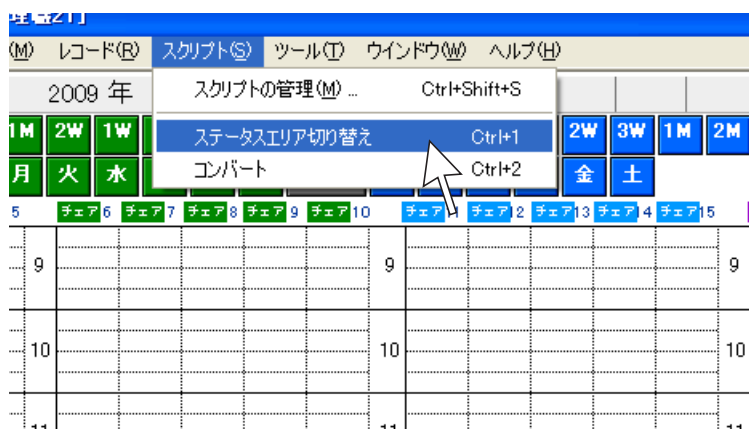 理職21]
(M) レコード(R) スクリプト(S) ツール(T) ウインドウ(W) ヘルプ(H)
2009 年
スクリプトの管理(M) ... Ctrl+Shift+S
ステータスエリア切り替え Ctrl+1
コンバート Ctrl+2
1M 2W 1W 2W 3W 1M 2M
月 火 水 金 土
5 チェア6 チェア7 チェア8 チェア9 チェア10 チェア11 チェア12 チェア13 チェア14 チェア15
9 9 9
10 10 10
11 11 11